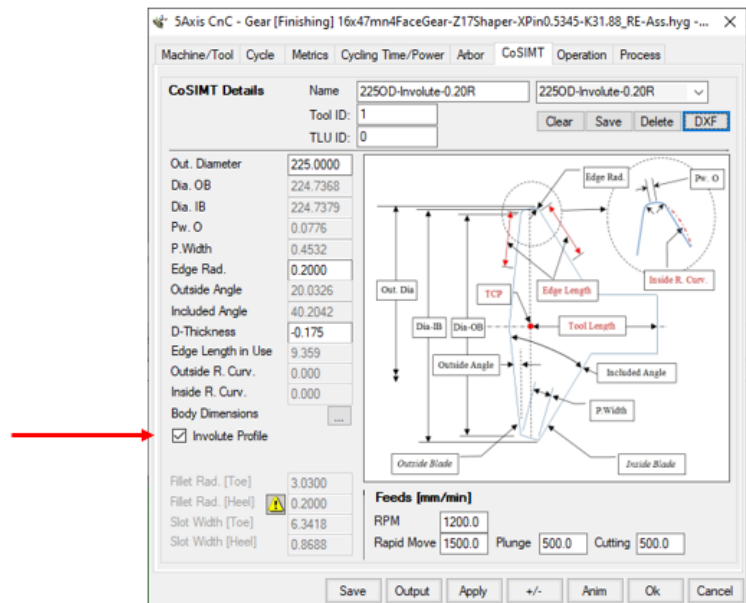 5Axis CnC - Gear [Finishing] 16x47mn4FaceGear-Z17Shaper-XPin0.5345-K31.88_RE-Ass.hyg -...
Machine/Tool Cycle Metrics Cycling Time/Power Arbor CoSIMT Operation Process
CoSIMT Details Name 225OD-Involute-0.20R 225OD-Involute-0.20R
Tool ID: 1
Clear Save Delete DXF
TLU ID: 0
Out. Diameter 225.0000
Dia. OB 224.7368
Dia. IB 224.7379
Pw. O 0.0776
P.Width 0.4532
Edge Rad. 0.2000
Outside Angle 20.0326
Included Angle 40.2042
D-Thickness -0.175
Edge Length in Use 9.359
Outside R. Curv. 0.000
Inside R. Curv. 0.000
Body Dimensions ...
Involute Profile
Fillet Rad. [Toe] 3.0300
Fillet Rad. [Heel] 0.2000
Slot Width [Toe] 6.3418
Slot Width [Heel] 0.8688
Edge Rad.
Pw. O
Inside R. Curv.
Out. Dia
TCP
Edge Length
Dia-IB
Dia-OB
Tool Length
Outside Angle
Included Angle
P.Width
Outside Blade
Inside Blade
Feeds [mm/min]
RPM 1200.0
Rapid Move 1500.0 Plunge 500.0 Cutting 500.0
Save Output Apply +/- Anim Ok Cancel